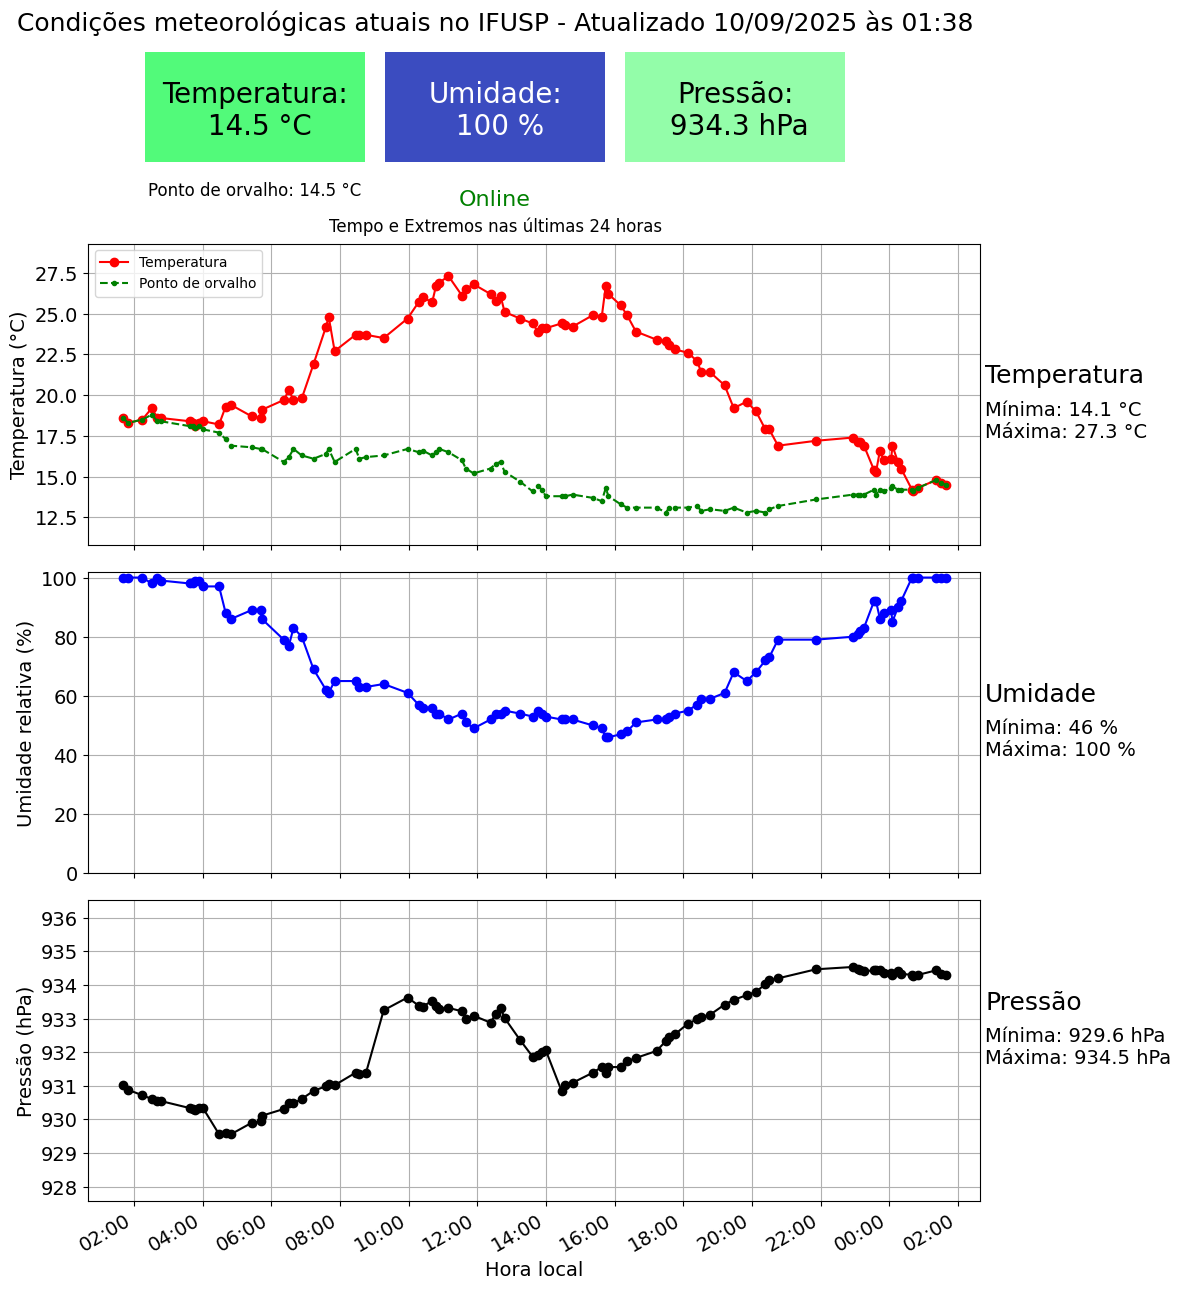 Condições meteorológicas atuais no IFUSP - Atualizado 10/09/2025 às 01:38
Temperatura:
14.5 °C
Umidade:
100 %
Pressão:
934.3 hPa
Ponto de orvalho: 14.5 °C
Online
Tempo e Extremos nas últimas 24 horas
Temperatura
Ponto de orvalho
Temperatura (°C)
27.5
25.0
22.5
20.0
17.5
15.0
12.5
Temperatura
Mínima: 14.1 °C
Máxima: 27.3 °C
Umidade relativa (%)
100
80
60
40
20
0
Umidade
Mínima: 46 %
Máxima: 100 %
Pressão (hPa)
936
935
934
933
932
931
930
929
928
Pressão
Mínima: 929.6 hPa
Máxima: 934.5 hPa
02:00 04:00 06:00 08:00 10:00 12:00 14:00 16:00 18:00 20:00 22:00 00:00 02:00
Hora local